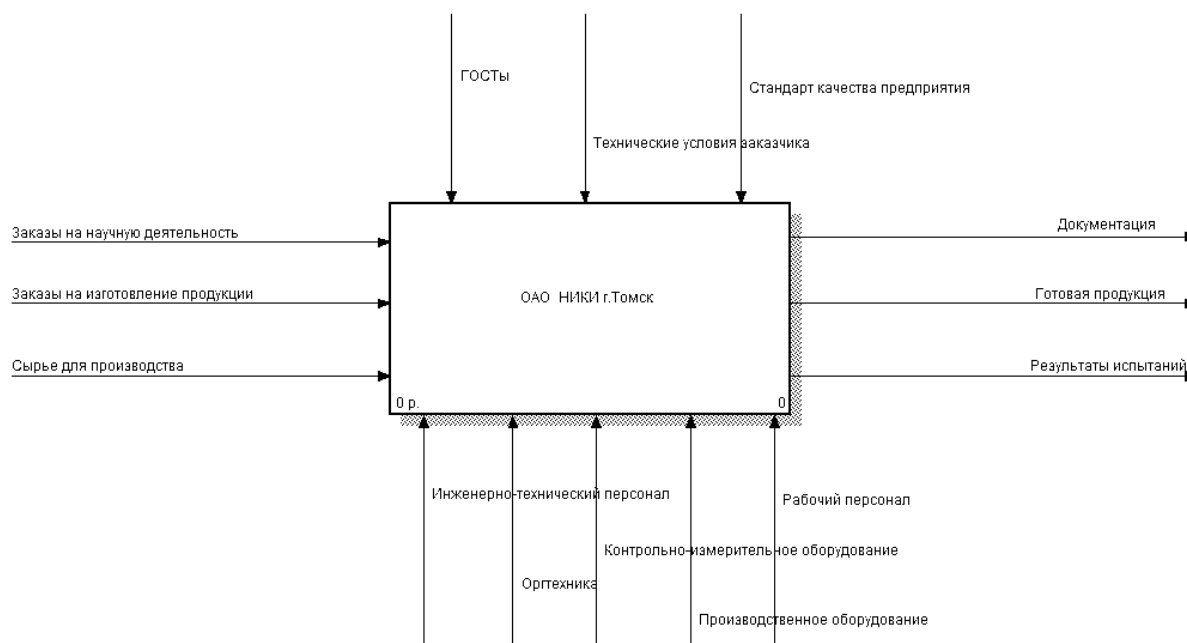 ГОСТы
Стандарт качества предприятия
Технические условия заказчика
Заказы на научную деятельность
Документация
Заказы на изготовление продукции
ОАО НИКИ г.Томск
Готовая продукция
Сырье для производства
Результаты испытаний
0 р.
0
Инженерно-технический персонал
Рабочий персонал
Контрольно-измерительное оборудование
Оргтехника
Производственное оборудование